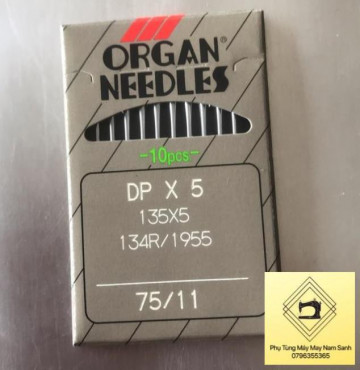 ORGAN®
NEEDLES
-10pcs-
DP X 5
135X5
134R/1955
75/11
Phụ Tùng Máy May Nam Sanh
0796355365